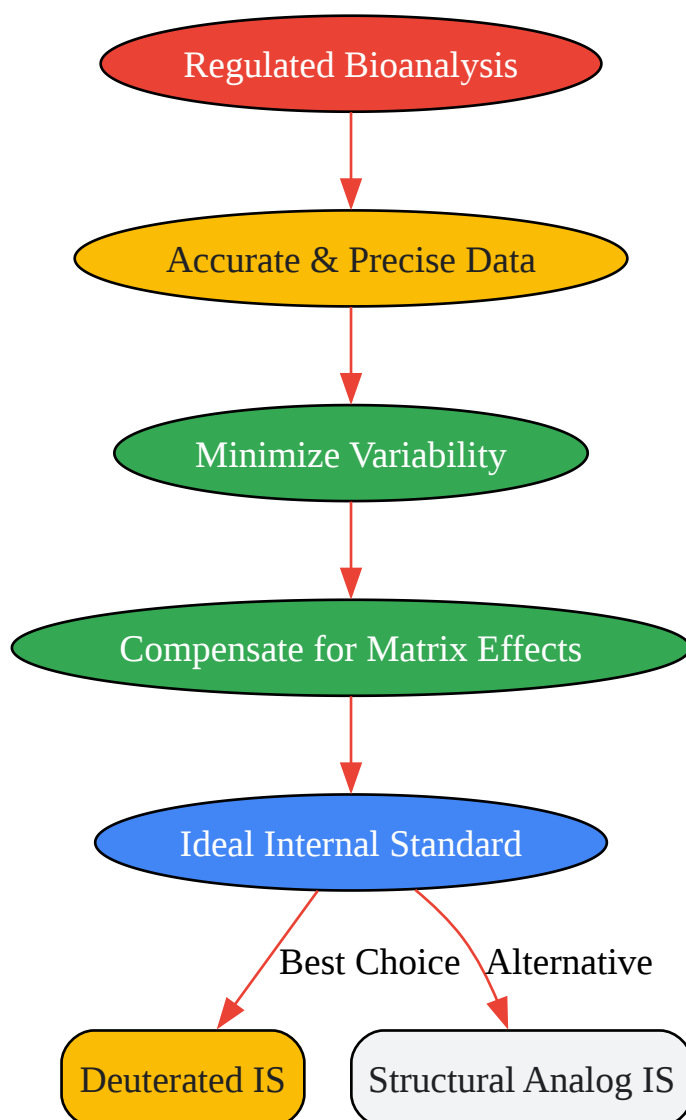 Regulated Bioanalysis
Accurate & Precise Data
Minimize Variability
Compensate for Matrix Effects
Ideal Internal Standard
Best Choice
Alternative
Deuterated IS
Structural Analog IS